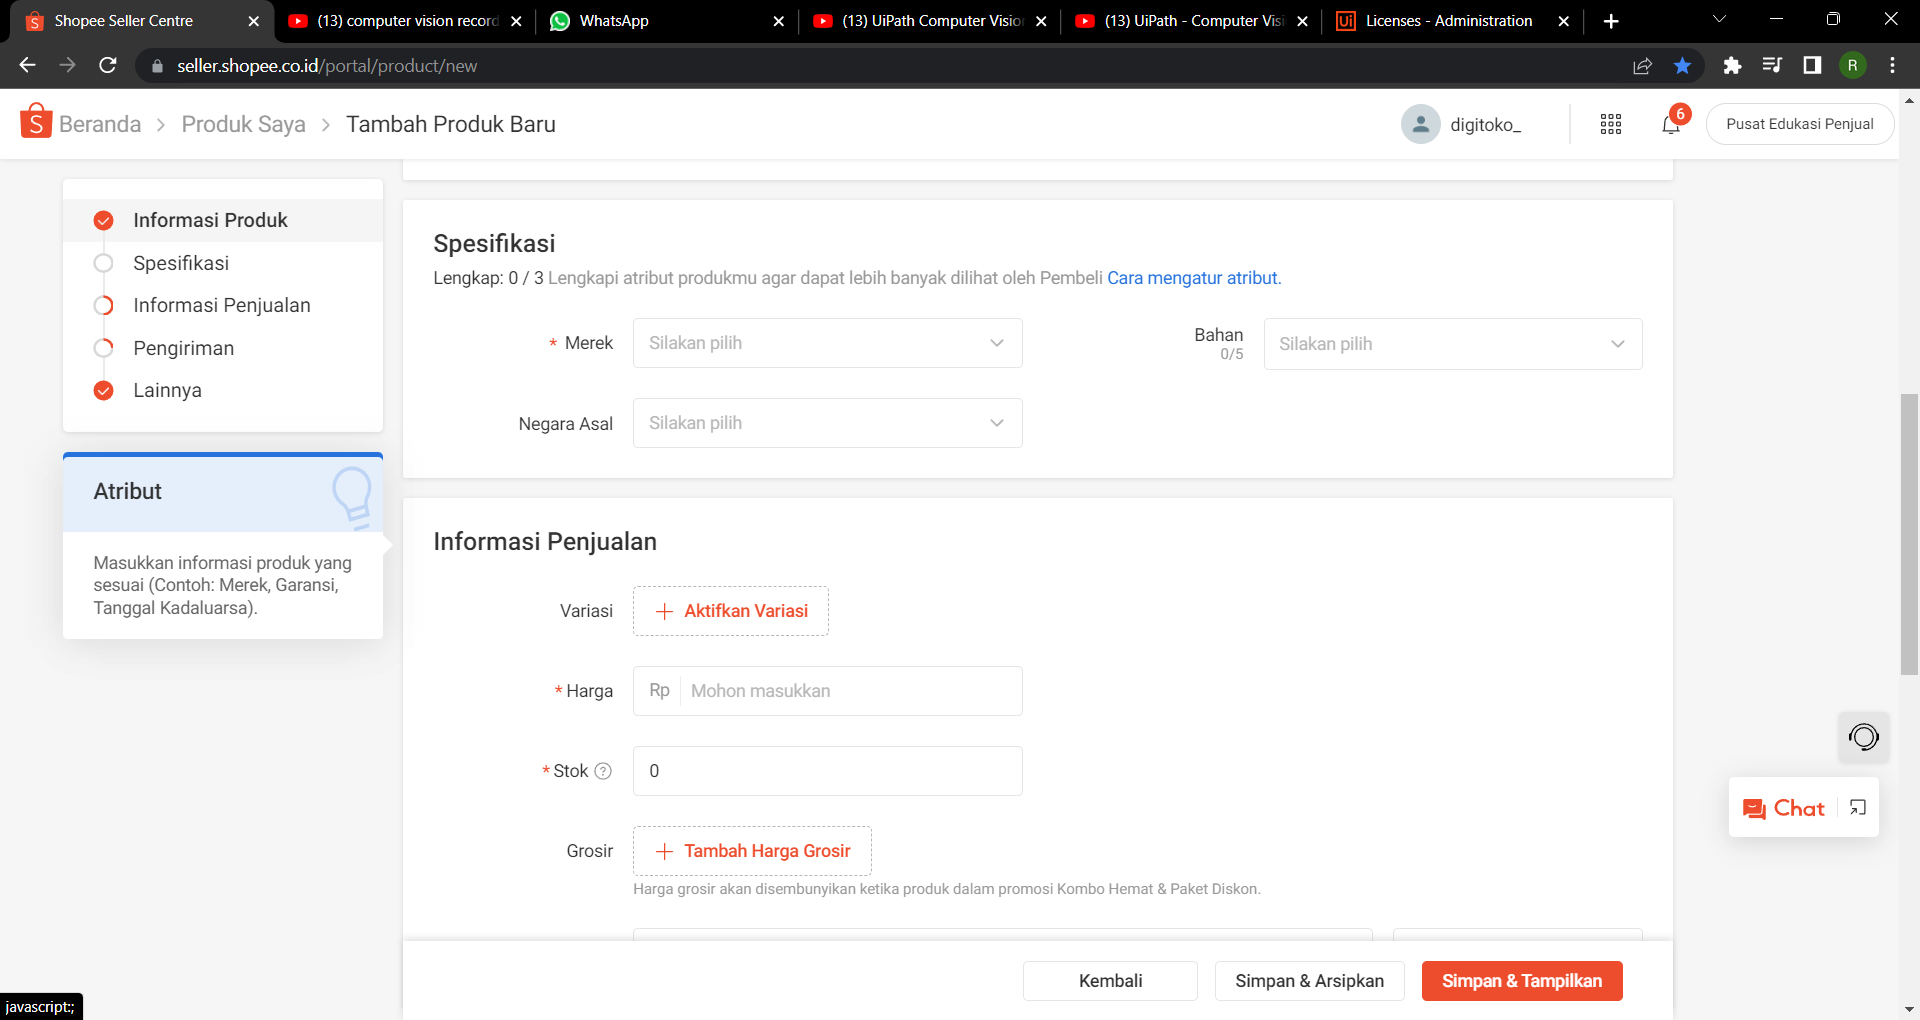 Shopee Seller Centre
(13) computer vision record
WhatsApp
(13) UiPath Computer Vision
(13) UiPath - Computer Visi
Licenses - Administration
seller.shopee.co.id/portal/product/new
R
Beranda > Produk Saya > Tambah Produk Baru
digitoko_
6
Pusat Edukasi Penjual
Informasi Produk
Spesifikasi
Informasi Penjualan
Pengiriman
Lainnya
Atribut
Masukkan informasi produk yang
sesuai (Contoh: Merek, Garansi,
Tanggal Kadaluarsa).
Spesifikasi
Lengkap: 0 / 3 Lengkapi atribut produkmu agar dapat lebih banyak dilihat oleh Pembeli Cara mengatur atribut.
* Merek Silakan pilih
Bahan Silakan pilih
0/5
Negara Asal Silakan pilih
Informasi Penjualan
Variasi + Aktifkan Variasi
* Harga Rp Mohon masukkan
* Stok ? 0
Grosir + Tambah Harga Grosir
Harga grosir akan disembunyikan ketika produk dalam promosi Kombo Hemat & Paket Diskon.
Chat
Kembali
Simpan & Arsipkan
Simpan & Tampilkan
javascript:;